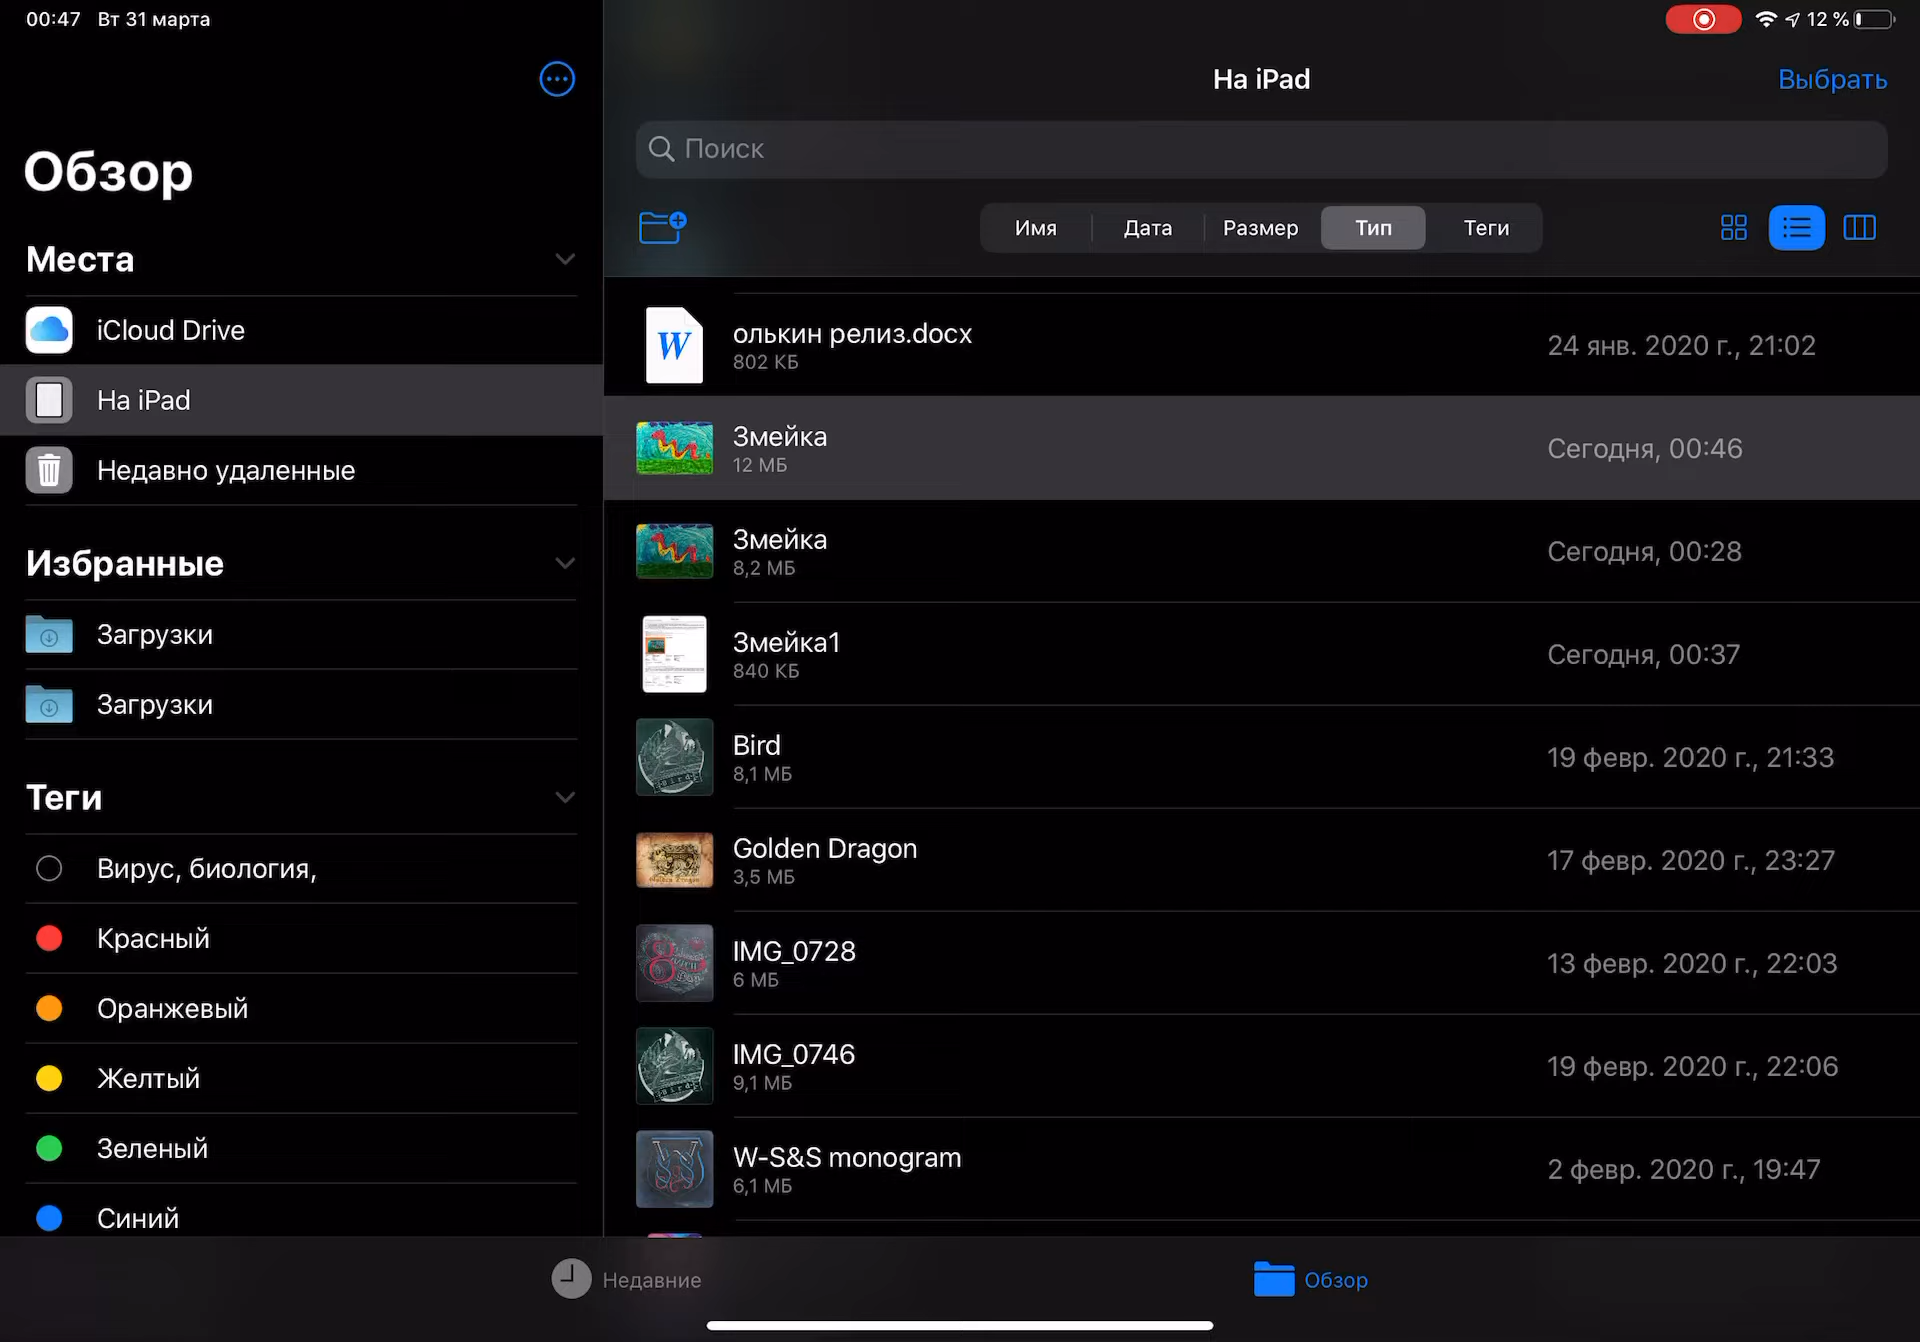 00:47 Вт 31 марта
12 %
На iPad
Выбрать
Обзор
Поиск
Имя
Дата
Размер
Тип
Теги
Места
iCloud Drive
На iPad
Недавно удаленные
Избранные
Загрузки
Загрузки
Теги
Вирус, биология,
Красный
Оранжевый
Желтый
Зеленый
Синий
W
олькин релиз.docx
802 КБ
24 янв. 2020 г., 21:02
Змейка
12 МБ
Сегодня, 00:46
Змейка
8,2 МБ
Сегодня, 00:28
Змейка1
840 КБ
Сегодня, 00:37
Bird
8,1 МБ
19 февр. 2020 г., 21:33
Golden Dragon
3,5 МБ
17 февр. 2020 г., 23:27
IMG_0728
6 МБ
13 февр. 2020 г., 22:03
IMG_0746
9,1 МБ
19 февр. 2020 г., 22:06
W-S&S monogram
6,1 МБ
2 февр. 2020 г., 19:47
Недавние
Обзор